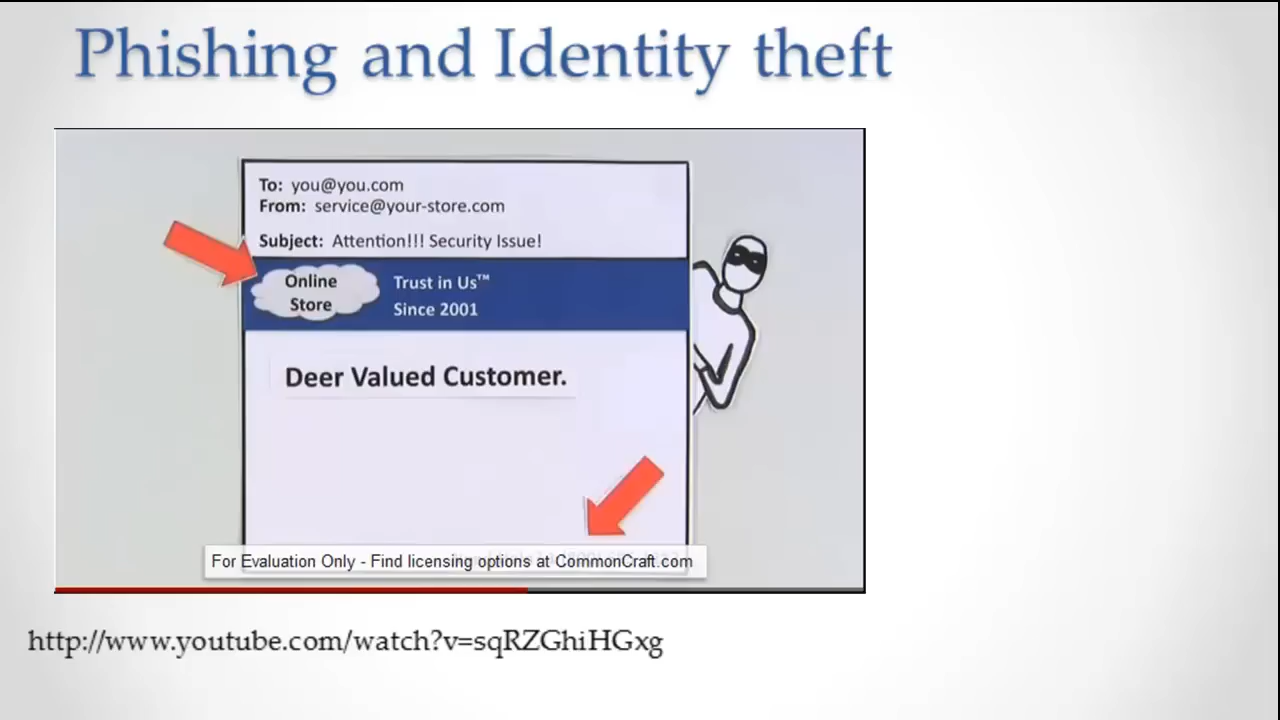 Phishing and Identity theft
To: you@you.com
From: service@your-store.com
Subject: Attention!!! Security Issue!
Online
Store
Trust in Us™
Since 2001
Deer Valued Customer.
For Evaluation Only - Find licensing options at CommonCraft.com
http://www.youtube.com/watch?v=sqRZGhiHGxg